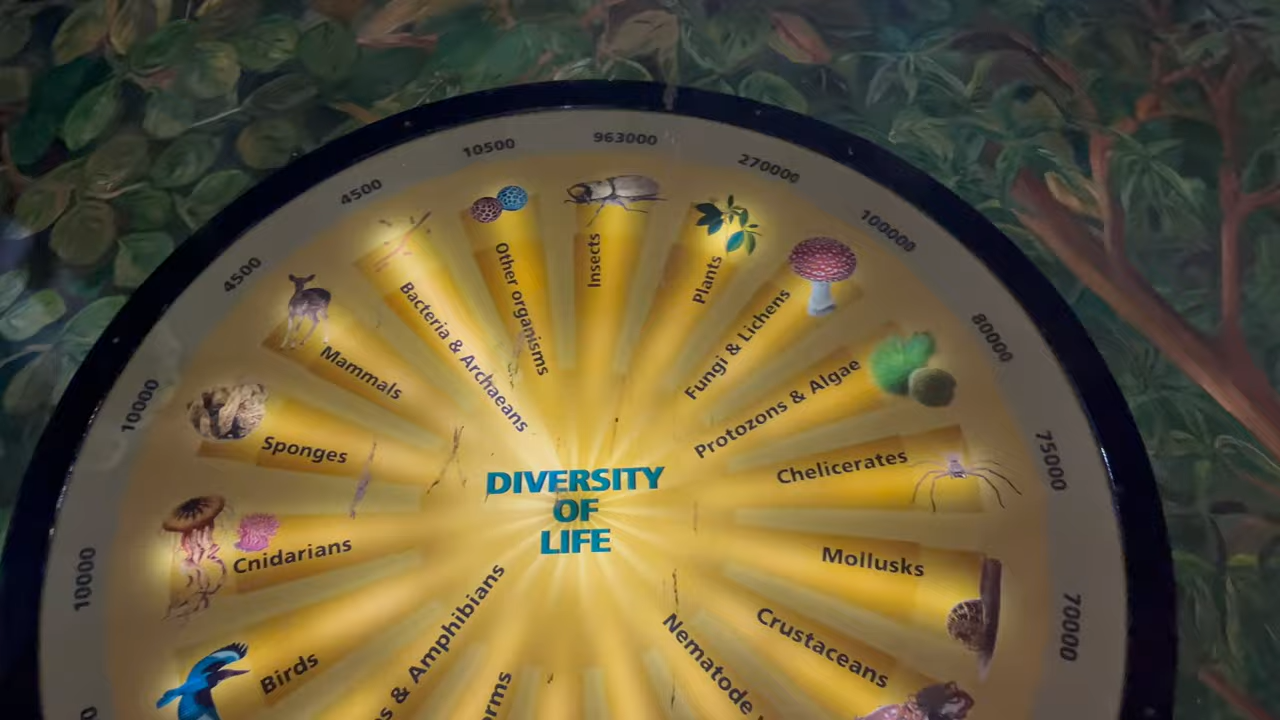 963000
270000
100000
80000
75000
70000
10500
4500
4500
10000
10000
Insects
Plants
Fungi & Lichens
Protozons & Algae
Chelicerates
Mollusks
Crustaceans
Nematode
& Amphibians
Birds
Cnidarians
Sponges
Mammals
Bacteria & Archaeans
Other organisms
DIVERSITY
OF
LIFE